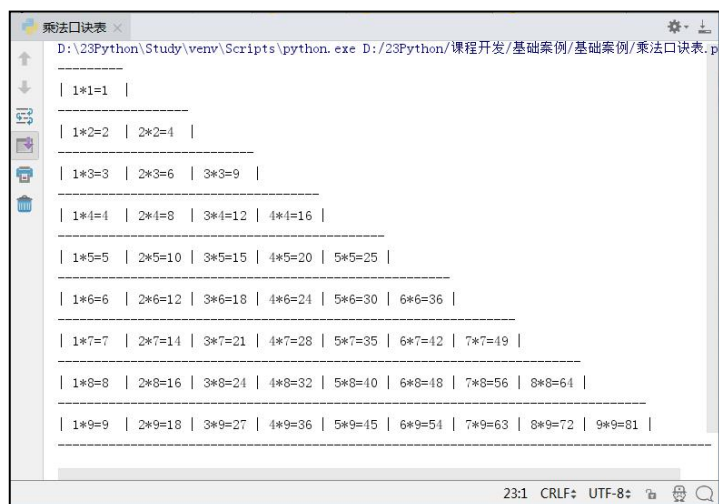 乘法口诀表
D:\23Python\Study\venv\Scripts\python.exe D:/23Python/课程开发/基础案例/基础案例/乘法口诀表.p
---------
| 1*1=1  |
------------------
| 1*2=2  | 2*2=4  |
---------------------------
| 1*3=3  | 2*3=6  | 3*3=9  |
------------------------------------
| 1*4=4  | 2*4=8  | 3*4=12 | 4*4=16 |
---------------------------------------------
| 1*5=5  | 2*5=10 | 3*5=15 | 4*5=20 | 5*5=25 |
------------------------------------------------------
| 1*6=6  | 2*6=12 | 3*6=18 | 4*6=24 | 5*6=30 | 6*6=36 |
---------------------------------------------------------------
| 1*7=7  | 2*7=14 | 3*7=21 | 4*7=28 | 5*7=35 | 6*7=42 | 7*7=49 |
------------------------------------------------------------------------
| 1*8=8  | 2*8=16 | 3*8=24 | 4*8=32 | 5*8=40 | 6*8=48 | 7*8=56 | 8*8=64 |
---------------------------------------------------------------------------------
| 1*9=9  | 2*9=18 | 3*9=27 | 4*9=36 | 5*9=45 | 6*9=54 | 7*9=63 | 8*9=72 | 9*9=81 |
------------------------------------------------------------------------------------------
23:1 CRLF UTF-8